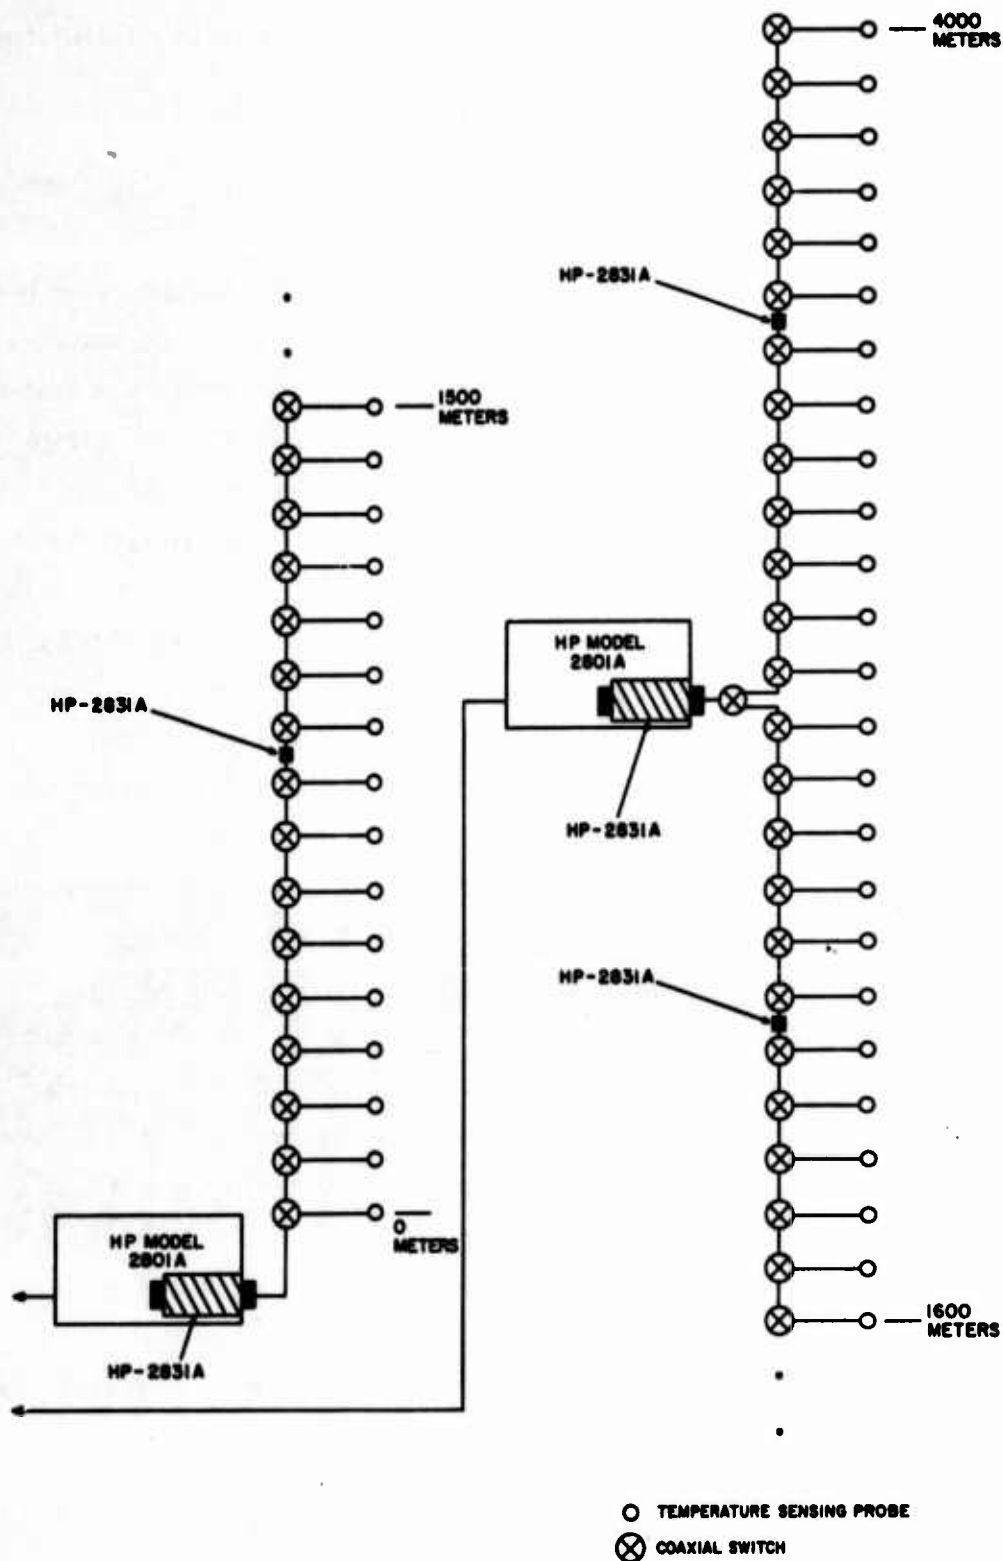 4000
METERS
HP-2831A
1500
METERS
HP MODEL
2801A
HP-2831A
HP-2831A
HP-2831A
0
METERS
HP MODEL
2801A
1600
METERS
HP-2831A
TEMPERATURE SENSING PROBE
COAXIAL SWITCH